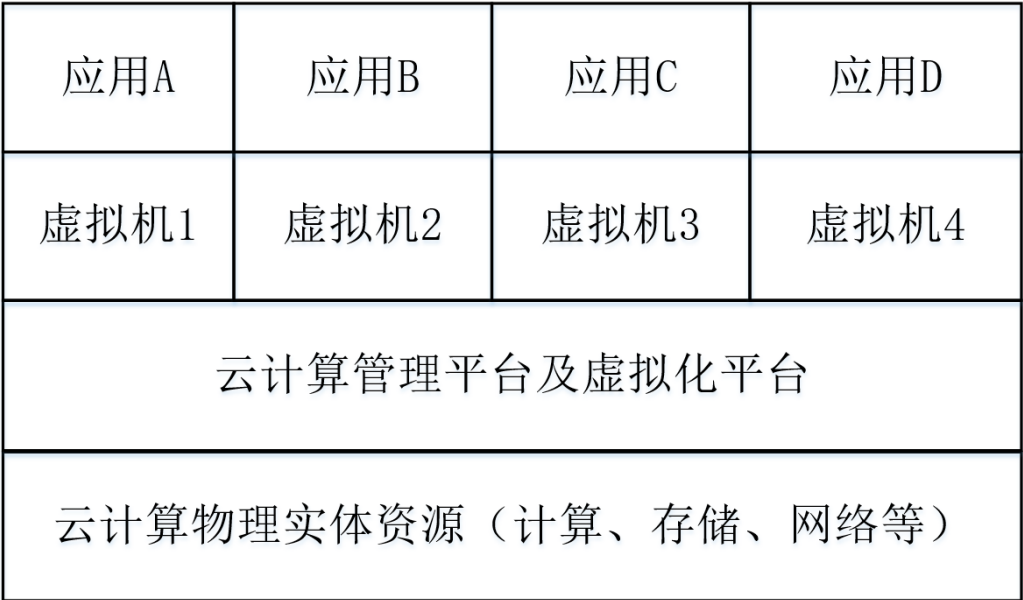 应用A 应用B 应用C 应用D
虚拟机1 虚拟机2 虚拟机3 虚拟机4
云计算管理平台及虚拟化平台
云计算物理实体资源（计算、存储、网络等）